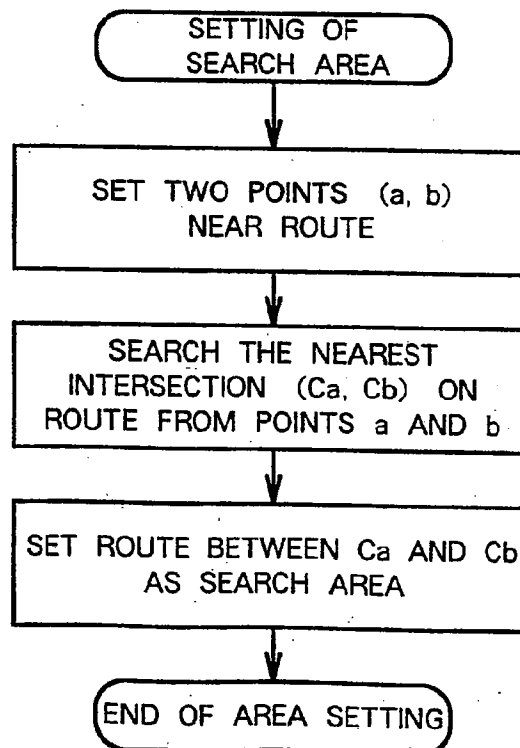 SETTING OF
SEARCH AREA
SET TWO POINTS (a, b)
NEAR ROUTE
SEARCH THE NEAREST
INTERSECTION (Ca, Cb) ON
ROUTE FROM POINTS a AND b
SET ROUTE BETWEEN Ca AND Cb
AS SEARCH AREA
END OF AREA SETTING